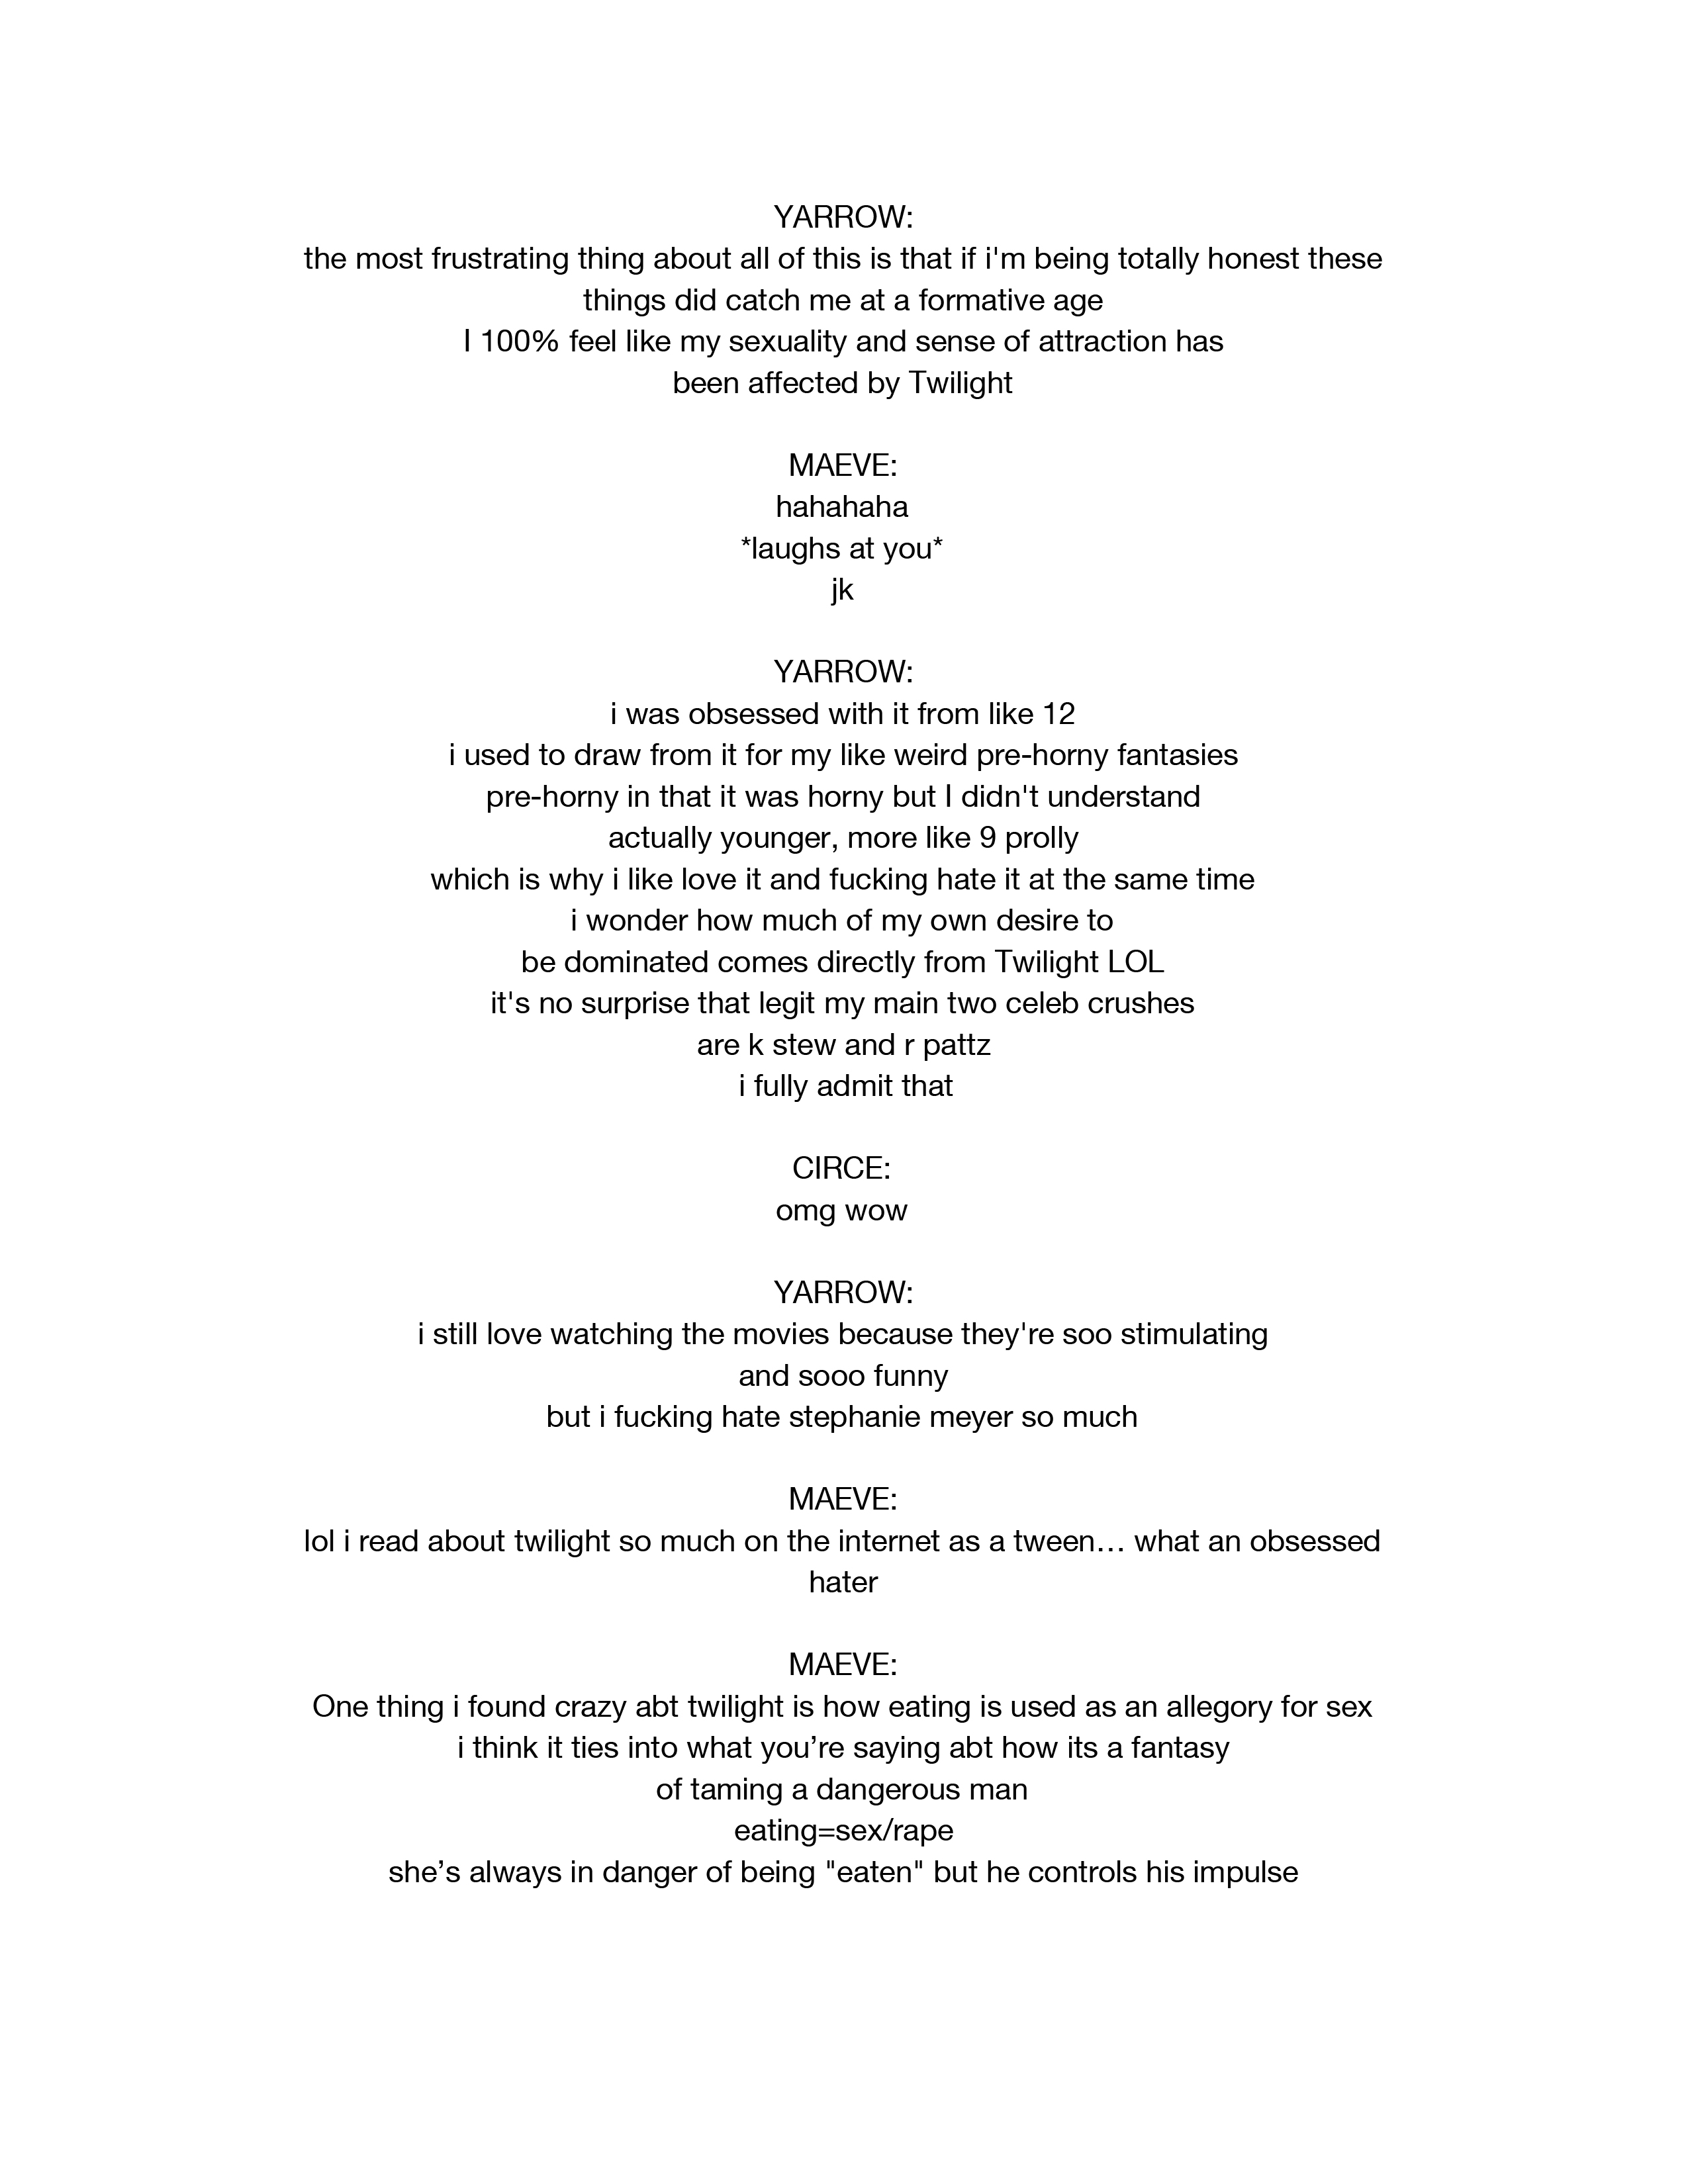 YARROW:
the most frustrating thing about all of this is that if i'm being totally honest these
things did catch me at a formative age
I 100% feel like my sexuality and sense of attraction has
been affected by Twilight
MAEVE:
hahahaha
*laughs at you*
jk
YARROW:
i was obsessed with it from like 12
i used to draw from it for my like weird pre-horny fantasies
pre-horny in that it was horny but I didn't understand
actually younger, more like 9 prolly
which is why i like love it and fucking hate it at the same time
i wonder how much of my own desire to
be dominated comes directly from Twilight LOL
it's no surprise that legit my main two celeb crushes
are k stew and r pattz
i fully admit that
CIRCE:
omg wow
YARROW:
i still love watching the movies because they're soo stimulating
and sooo funny
but i fucking hate stephanie meyer so much
MAEVE:
lol i read about twilight so much on the internet as a tween… what an obsessed
hater
MAEVE:
One thing i found crazy abt twilight is how eating is used as an allegory for sex
i think it ties into what you’re saying abt how its a fantasy
of taming a dangerous man
eating=sex/rape
she’s always in danger of being "eaten" but he controls his impulse